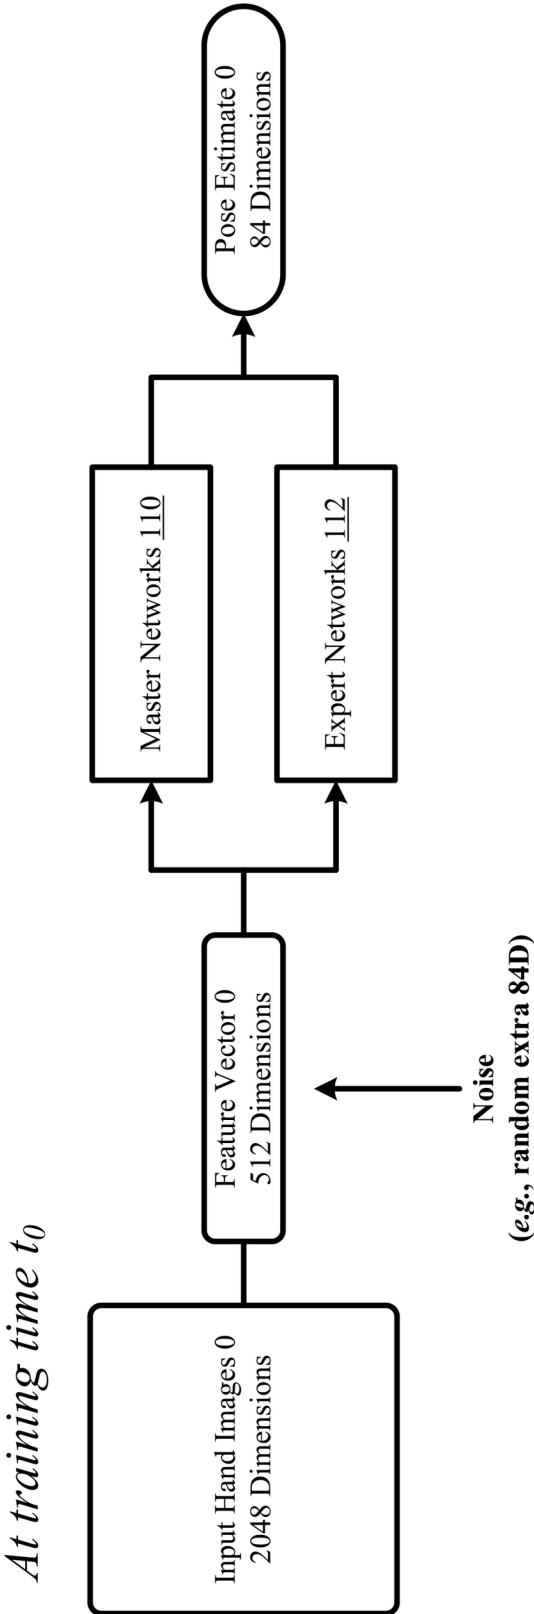 At training time t₀
Input Hand Images 0
2048 Dimensions
Feature Vector 0
512 Dimensions
Noise
(e.g., random extra 84D)
Master Networks 110
Expert Networks 112
Pose Estimate 0
84 Dimensions